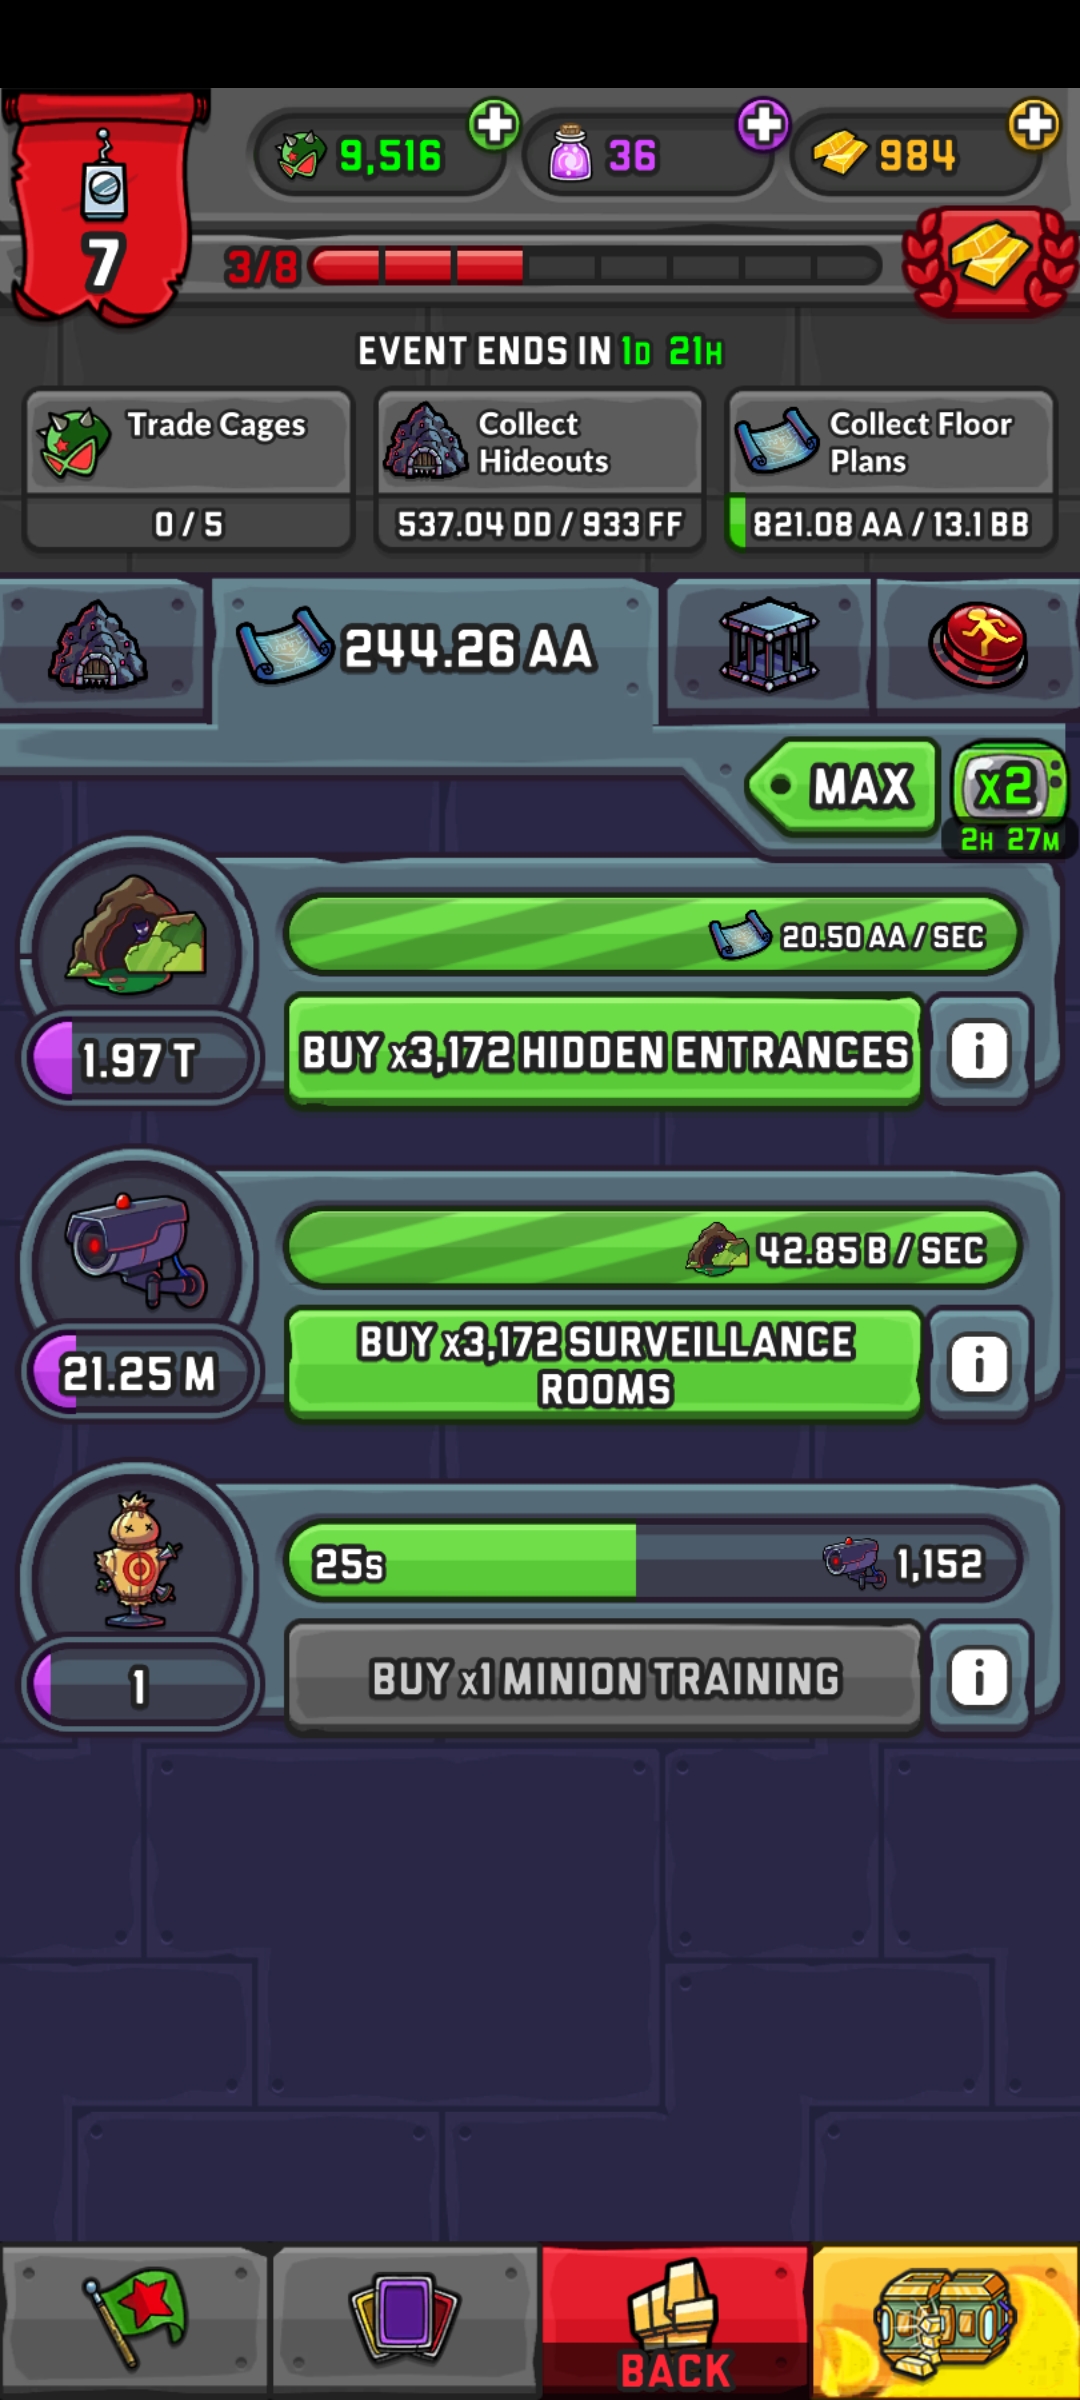 9,516
36
984
7
3/8
EVENT ENDS IN 1D 21H
Trade Cages
0 / 5
Collect
Hideouts
537.04 DD / 933 FF
Collect Floor
Plans
821.08 AA / 13.1 BB
244.26 AA
MAX
x2
2H 27M
20.50 AA / SEC
1.97 T
BUY x3,172 HIDDEN ENTRANCES
i
42.85 B / SEC
21.25 M
BUY x3,172 SURVEILLANCE
ROOMS
i
25s
1,152
1
BUY x1 MINION TRAINING
i
BACK